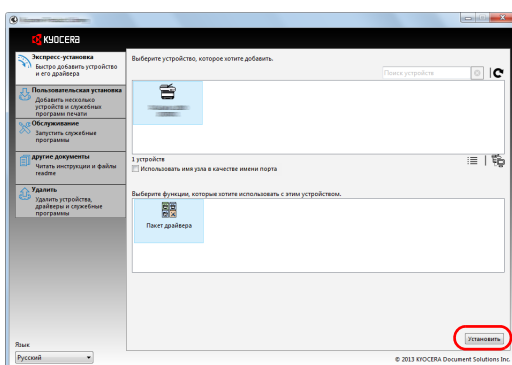 KYOCERA
Экспресс-установка
Быстро добавить устройство
и его драйвера
Пользовательская установка
Добавить несколько
устройств и служебных
программ печати
Обслуживание
Запустить служебные
программы
другие документы
Читать инструкции и файлы
readme
Удалить
Удалить устройства,
драйверы и служебные
программы
Язык
Русский
Выберите устройство, которое хотите добавить.
Поиск устройств
1 устройств
Использовать имя узла в качестве имени порта
Выберите функции, которые хотите использовать с этим устройством.
Пакет драйвера
Установить
© 2013 KYOCERA Document Solutions Inc.